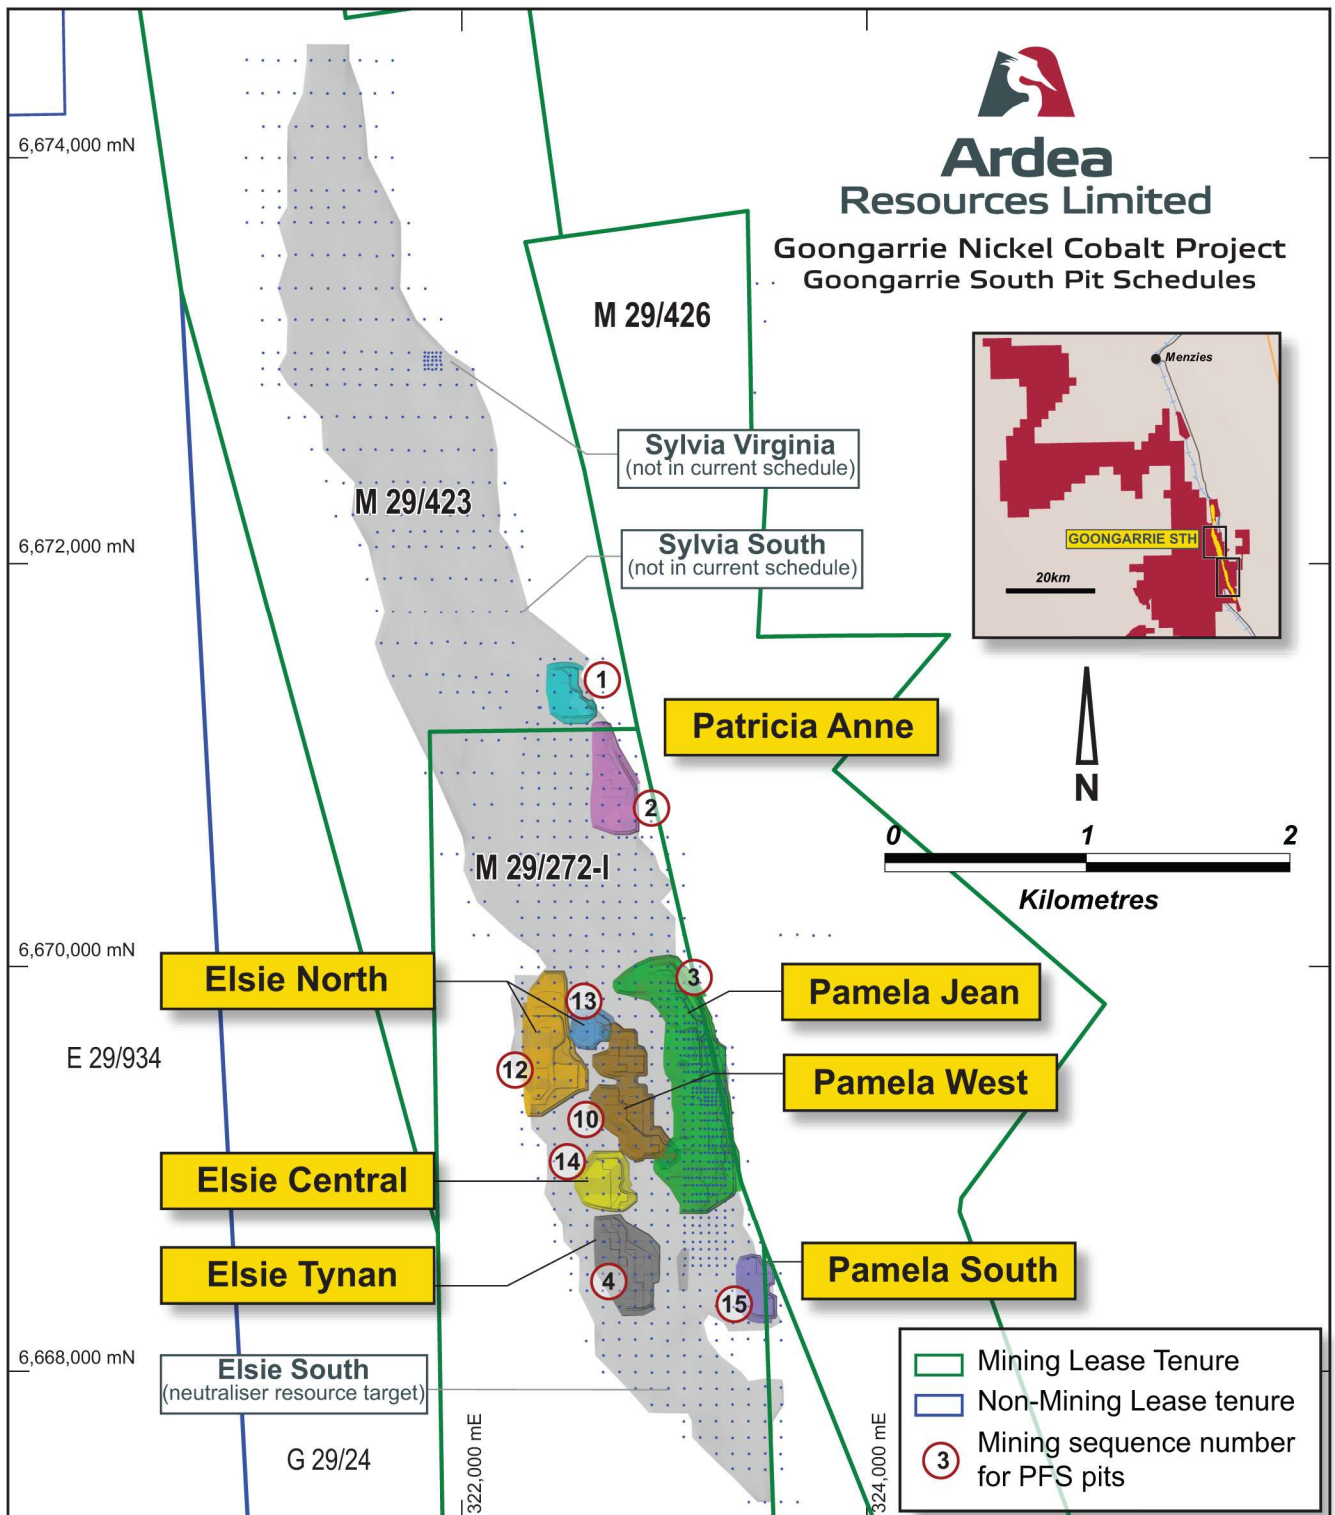 Ardea
Resources Limited
Goongarrie Nickel Cobalt Project
Goongarrie South Pit Schedules
6,674,000 mN
M 29/426
Menzies
Sylvia Virginia
(not in current schedule)
M 29/423
6,672,000 mN
Sylvia South
(not in current schedule)
GOONGARRIE STH
20km
1
Patricia Anne
N
2
0 1 2
Kilometres
M 29/272-I
6,670,000 mN
Elsie North
3
Pamela Jean
13
E 29/934
12
Pamela West
10
14
Elsie Central
Elsie Tynan
4
Pamela South
15
6,668,000 mN
Elsie South
(neutraliser resource target)
G 29/24
322,000 mE
324,000 mE
Mining Lease Tenure
Non-Mining Lease tenure
3
Mining sequence number
for PFS pits